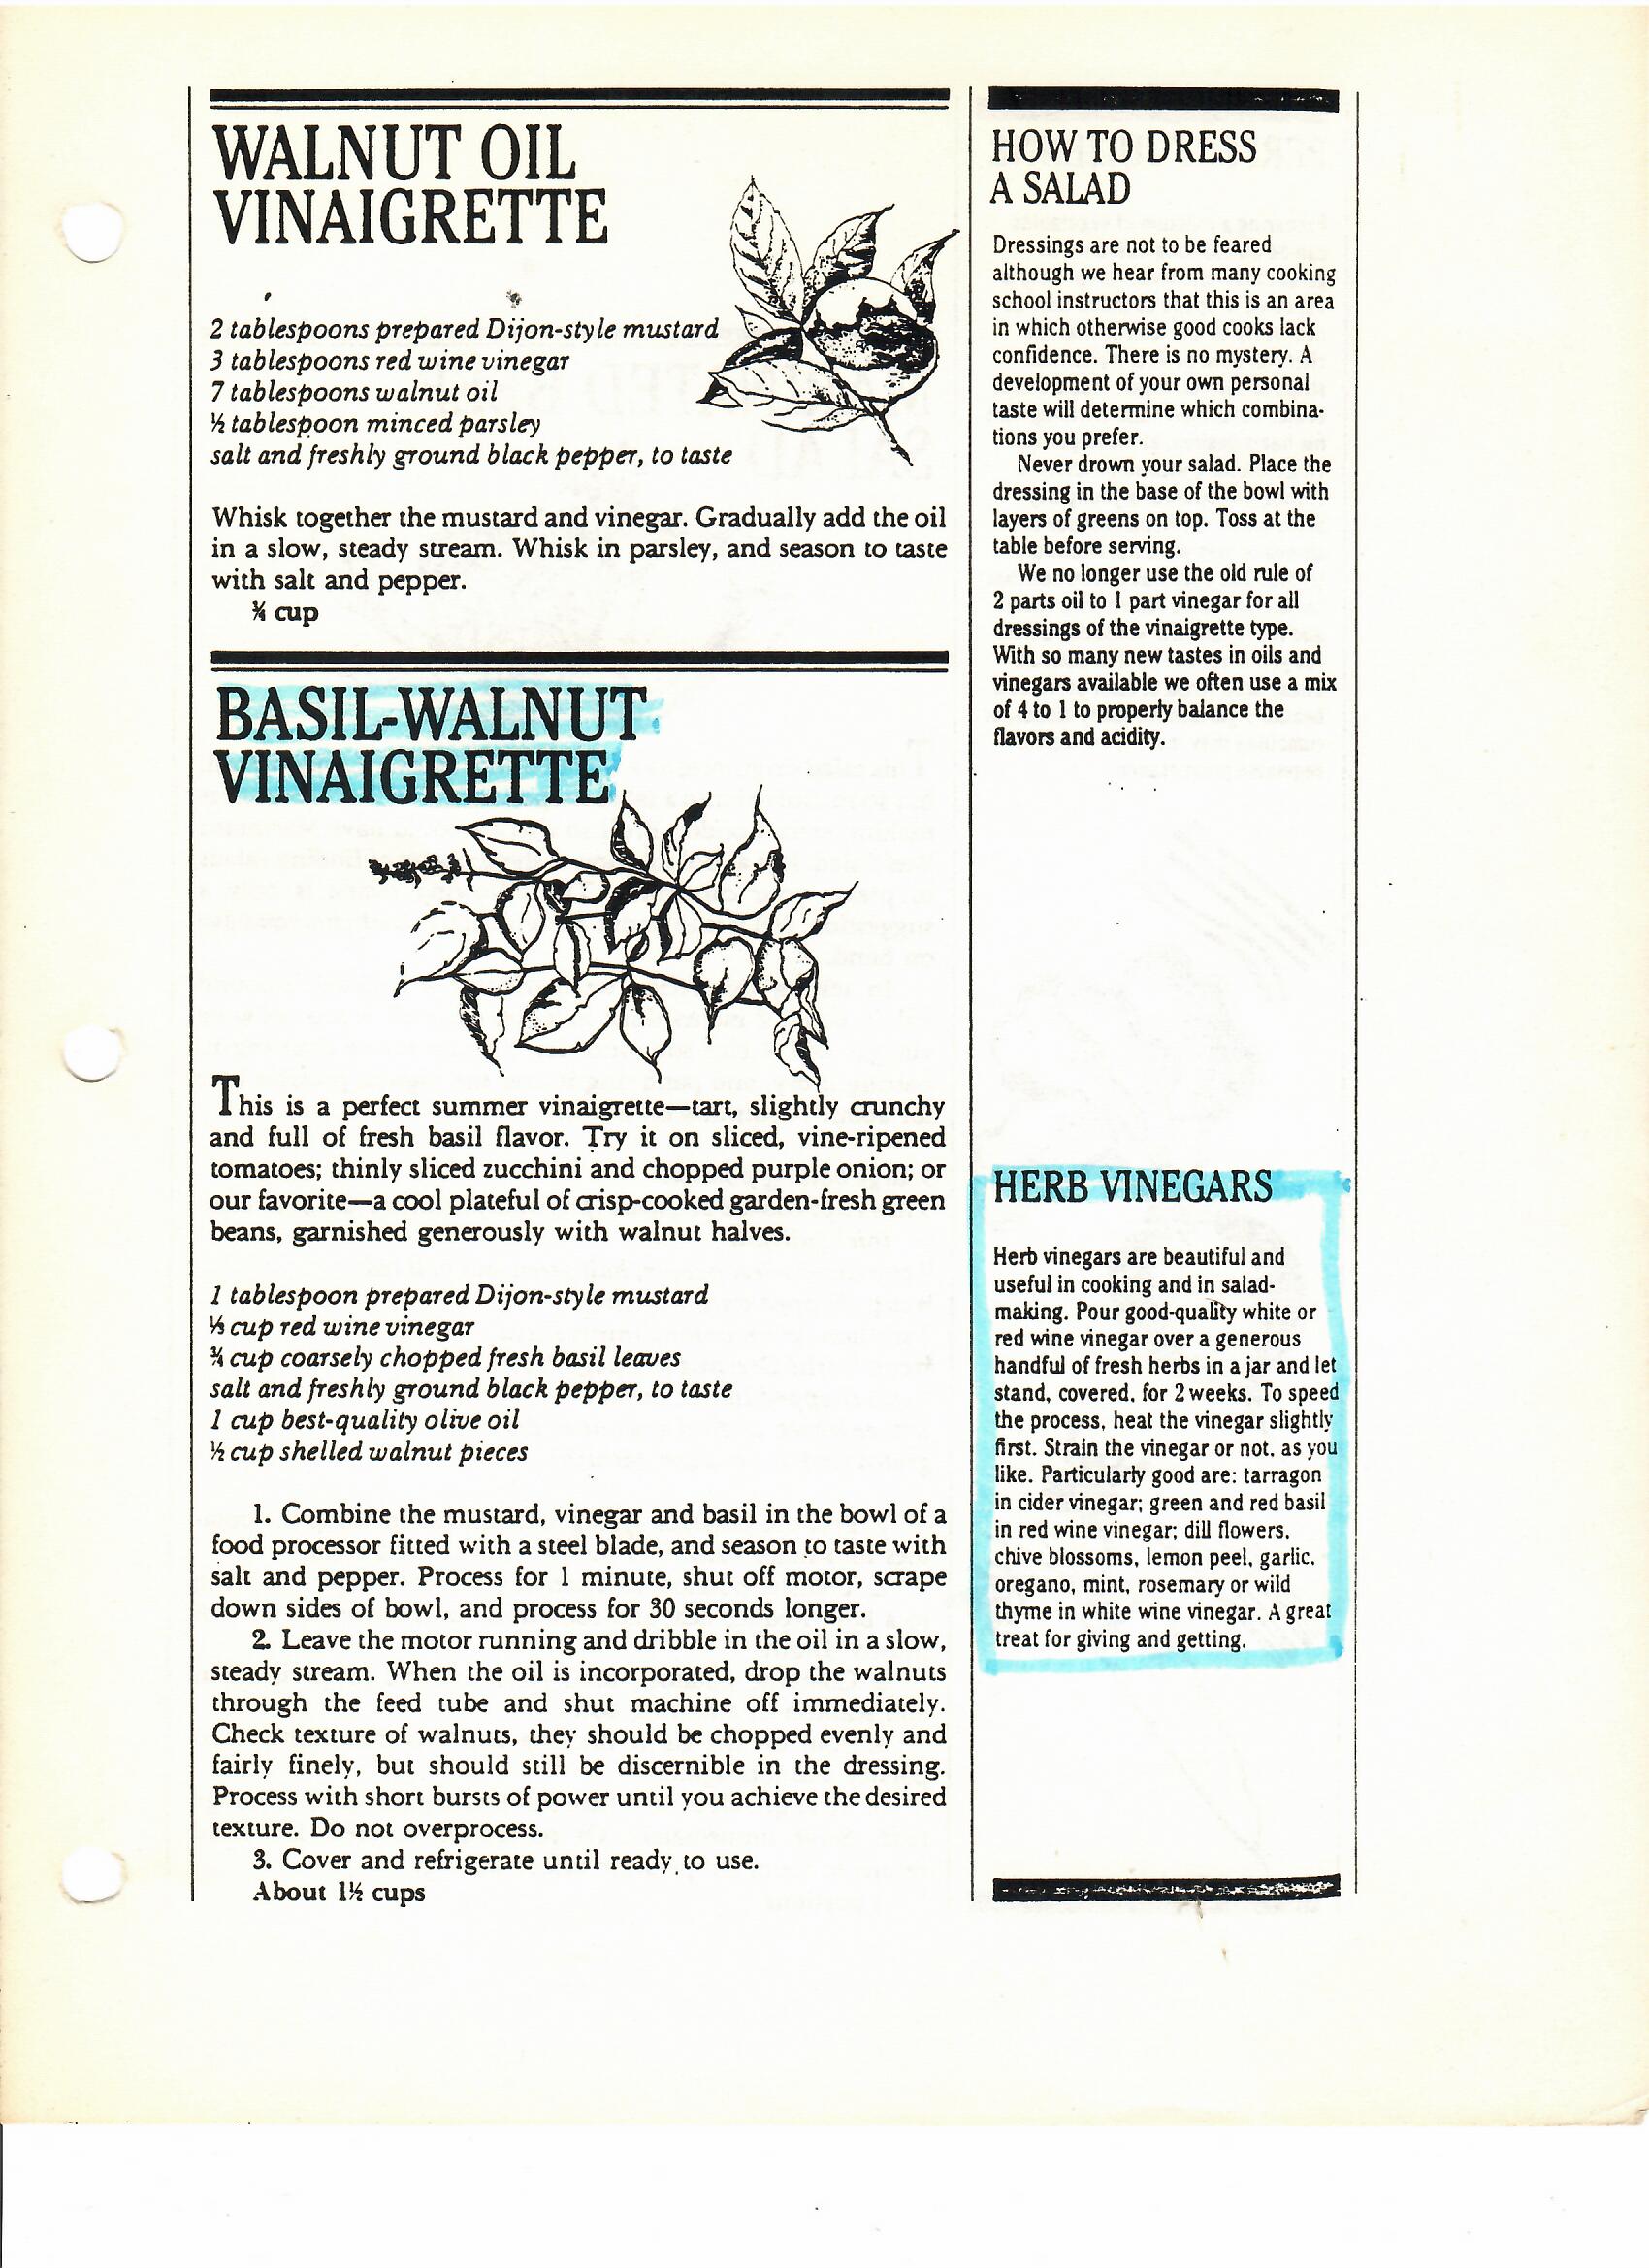 WALNUT OIL
VINAIGRETTE
2 tablespoons prepared Dijon-style mustard
3 tablespoons red wine vinegar
7 tablespoons walnut oil
½ tablespoon minced parsley
salt and freshly ground black pepper, to taste
Whisk together the mustard and vinegar. Gradually add the oil
in a slow, steady stream. Whisk in parsley, and season to taste
with salt and pepper.
¾ cup
BASIL-WALNUT
VINAIGRETTE
This is a perfect summer vinaigrette—tart, slightly crunchy
and full of fresh basil flavor. Try it on sliced, vine-ripened
tomatoes; thinly sliced zucchini and chopped purple onion; or
our favorite—a cool plateful of crisp-cooked garden-fresh green
beans, garnished generously with walnut halves.
1 tablespoon prepared Dijon-style mustard
⅓ cup red wine vinegar
¾ cup coarsely chopped fresh basil leaves
salt and freshly ground black pepper, to taste
1 cup best-quality olive oil
½ cup shelled walnut pieces
1. Combine the mustard, vinegar and basil in the bowl of a
food processor fitted with a steel blade, and season to taste with
salt and pepper. Process for 1 minute, shut off motor, scrape
down sides of bowl, and process for 30 seconds longer.
2. Leave the motor running and dribble in the oil in a slow,
steady stream. When the oil is incorporated, drop the walnuts
through the feed tube and shut machine off immediately.
Check texture of walnuts, they should be chopped evenly and
fairly finely, but should still be discernible in the dressing.
Process with short bursts of power until you achieve the desired
texture. Do not overprocess.
3. Cover and refrigerate until ready to use.
About 1½ cups
HOW TO DRESS
A SALAD
Dressings are not to be feared
although we hear from many cooking
school instructors that this is an area
in which otherwise good cooks lack
confidence. There is no mystery. A
development of your own personal
taste will determine which combina-
tions you prefer.
Never drown your salad. Place the
dressing in the base of the bowl with
layers of greens on top. Toss at the
table before serving.
We no longer use the old rule of
2 parts oil to 1 part vinegar for all
dressings of the vinaigrette type.
With so many new tastes in oils and
vinegars available we often use a mix
of 4 to 1 to properly balance the
flavors and acidity.
HERB VINEGARS
Herb vinegars are beautiful and
useful in cooking and in salad-
making. Pour good-quality white or
red wine vinegar over a generous
handful of fresh herbs in a jar and let
stand, covered, for 2 weeks. To speed
the process, heat the vinegar slightly
first. Strain the vinegar or not, as you
like. Particularly good are: tarragon
in cider vinegar; green and red basil
in red wine vinegar; dill flowers,
chive blossoms, lemon peel, garlic,
oregano, mint, rosemary or wild
thyme in white wine vinegar. A great
treat for giving and getting.